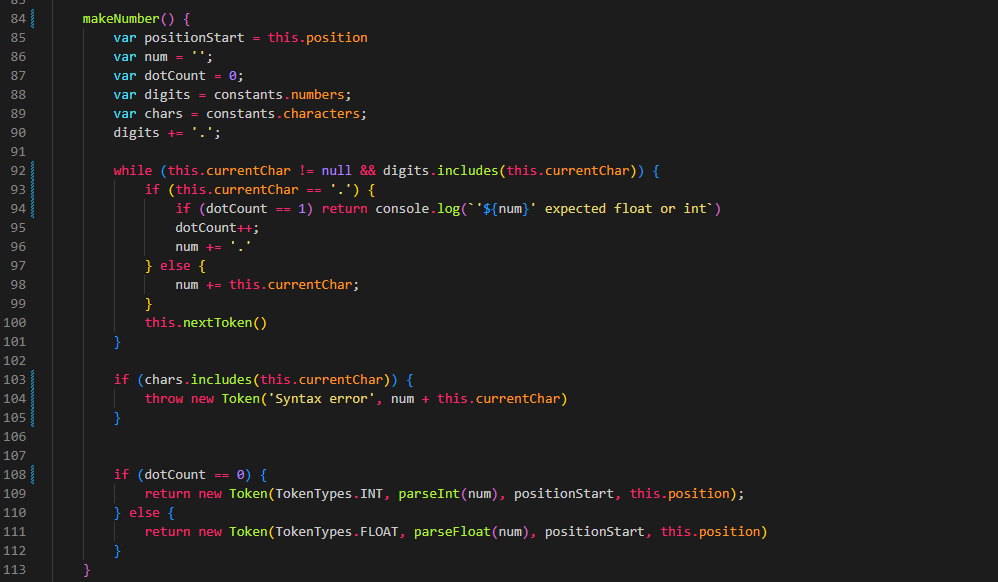 84 makeNumber() {
85 var positionStart = this.position
86 var num = '';
87 var dotCount = 0;
88 var digits = constants.numbers;
89 var chars = constants.characters;
90 digits += '.';
91
92 while (this.currentChar != null && digits.includes(this.currentChar)) {
93 if (this.currentChar == '.') {
94 if (dotCount == 1) return console.log(`'${num}' expected float or int`)
95 dotCount++;
96 num += '.'
97 } else {
98 num += this.currentChar;
99 }
100 this.nextToken()
101 }
102
103 if (chars.includes(this.currentChar)) {
104 throw new Token('Syntax error', num + this.currentChar)
105 }
106
107
108 if (dotCount == 0) {
109 return new Token(TokenTypes.INT, parseInt(num), positionStart, this.position);
110 } else {
111 return new Token(TokenTypes.FLOAT, parseFloat(num), positionStart, this.position)
112 }
113 }